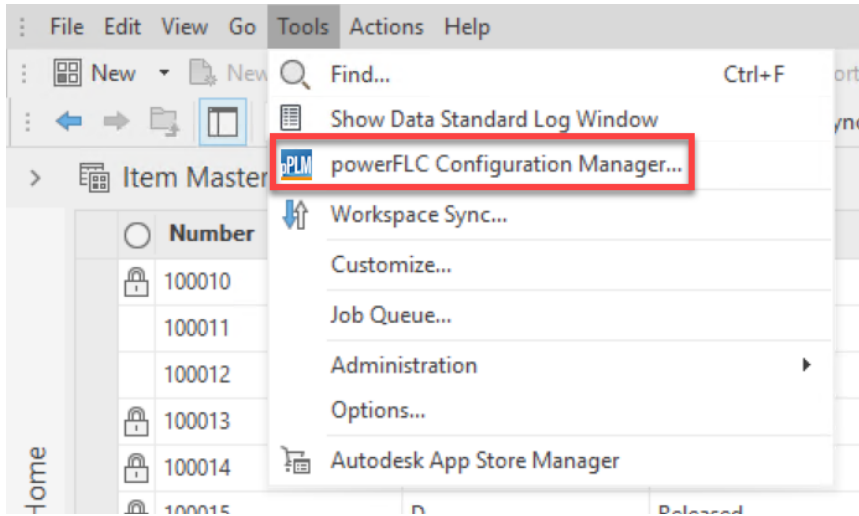 File Edit View Go Tools Actions Help
New New
Find... Ctrl+F
Show Data Standard Log Window
pPLM powerFLC Configuration Manager...
Item Master
Workspace Sync...
Number
Customize...
100010
Job Queue...
100011
Administration
100012
Options...
100013
Autodesk App Store Manager
100014
Home
100015 D Released